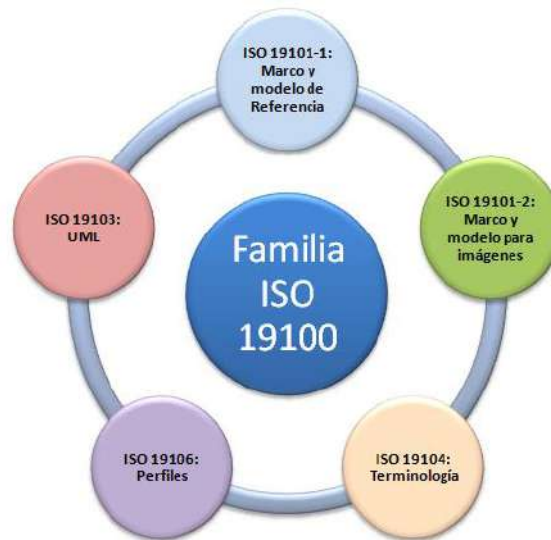 ISO 19101-1:
Marco y
modelo de
Referencia
ISO 19103:
UML
ISO 19101-2:
Marco y
modelo para
imágenes
Familia
ISO
19100
ISO 19106:
Perfiles
ISO 19104:
Terminología